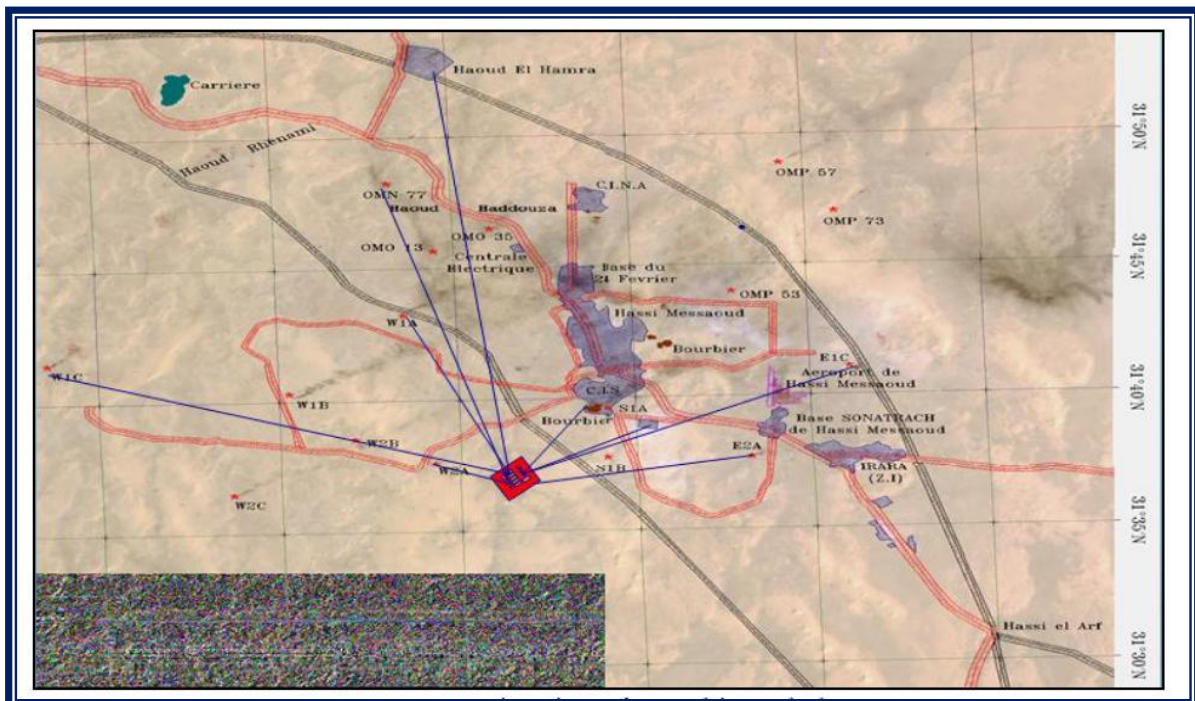 Haoud El Hamra
Carriere
31°50'N
Haoud Rhenami
OMP 57
OMN 77
C.I.N.A
Haoud
Haddouza
OMP 73
OMO 35
OMO 13
Centrale
Electrique
31°45'N
Base du
24 Fevrier
OMP 53
Hassi Messaoud
W1A
Bourbier
E1C
W1C
Aeroport de
Hassi Messaoud
31°40'N
C.I.S
W1B
S1A
Bourbier
Base SONATRACH
de Hassi Messaoud
W2B
E2A
W2A
S1B
IRARA
(Z.I)
W2C
31°35'N
Hassi el Arf
31°30'N